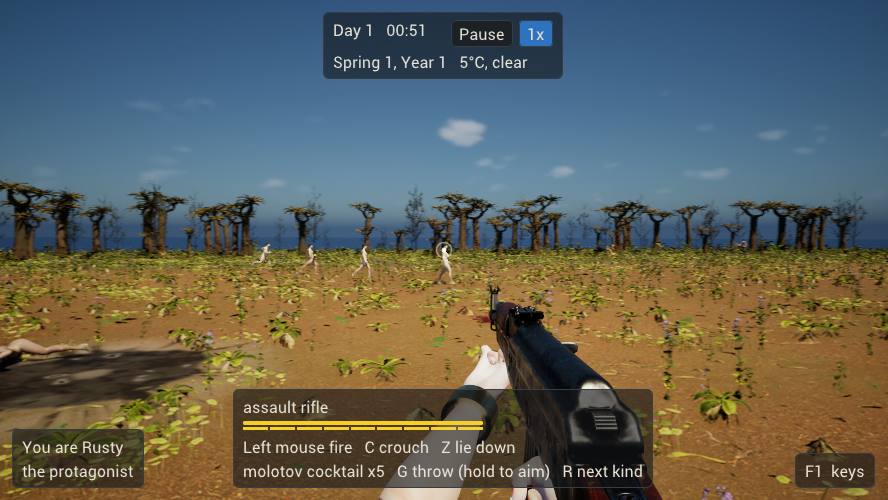 Day 1 00:51 Pause 1x
Spring 1, Year 1 5°C, clear
assault rifle
Left mouse fire C crouch Z lie down
molotov cocktail x5 G throw (hold to aim) R next kind
You are Rusty
the protagonist
F1 keys